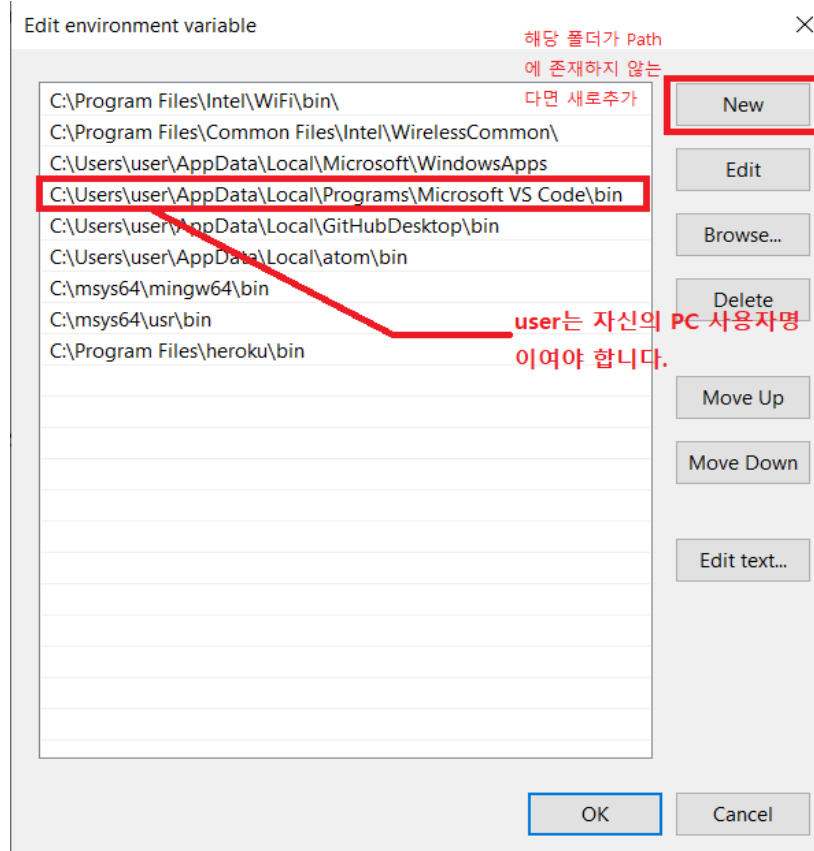 Edit environment variable
해당 폴더가 Path
에 존재하지 않는
다면 새로추가
C:\Program Files\Intel\WiFi\bin\
New
C:\Program Files\Common Files\Intel\WirelessCommon\
C:\Users\user\AppData\Local\Microsoft\WindowsApps
Edit
C:\Users\user\AppData\Local\Programs\Microsoft VS Code\bin
C:\Users\user\AppData\Local\GitHubDesktop\bin
Browse...
C:\Users\user\AppData\Local\atom\bin
C:\msys64\mingw64\bin
Delete
C:\msys64\usr\bin
user는 자신의 PC 사용자명
이여야 합니다.
C:\Program Files\heroku\bin
Move Up
Move Down
Edit text...
OK
Cancel